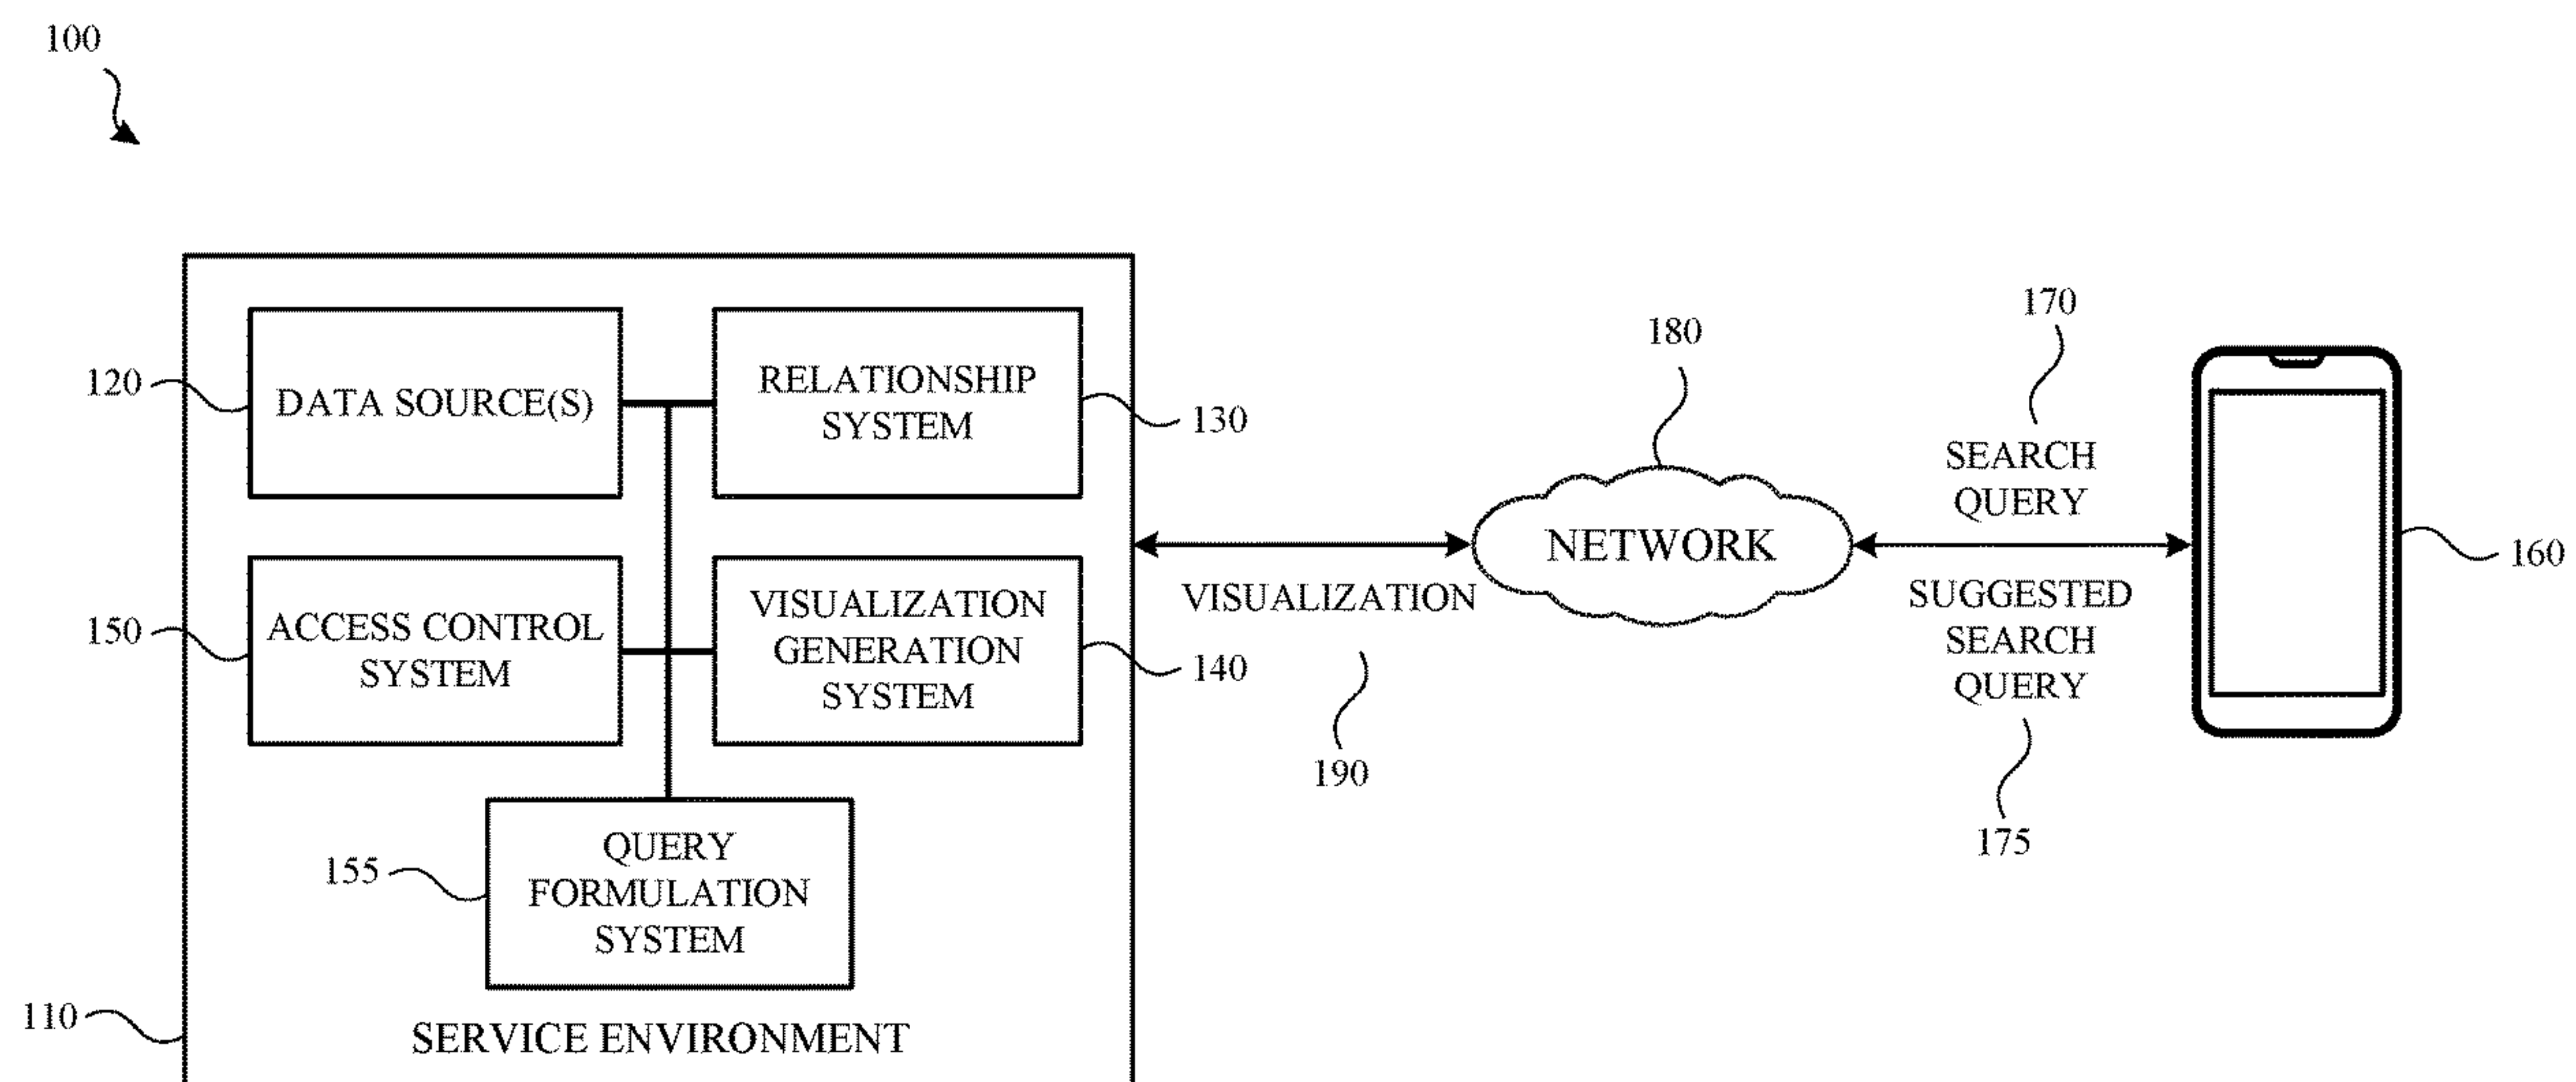 100
120
DATA SOURCE(S)
RELATIONSHIP
SYSTEM
130
150
ACCESS CONTROL
SYSTEM
VISUALIZATION
GENERATION
SYSTEM
140
155
QUERY
FORMULATION
SYSTEM
110
SERVICE ENVIRONMENT
VISUALIZATION
190
180
NETWORK
170
SEARCH
QUERY
SUGGESTED
SEARCH
QUERY
175
160